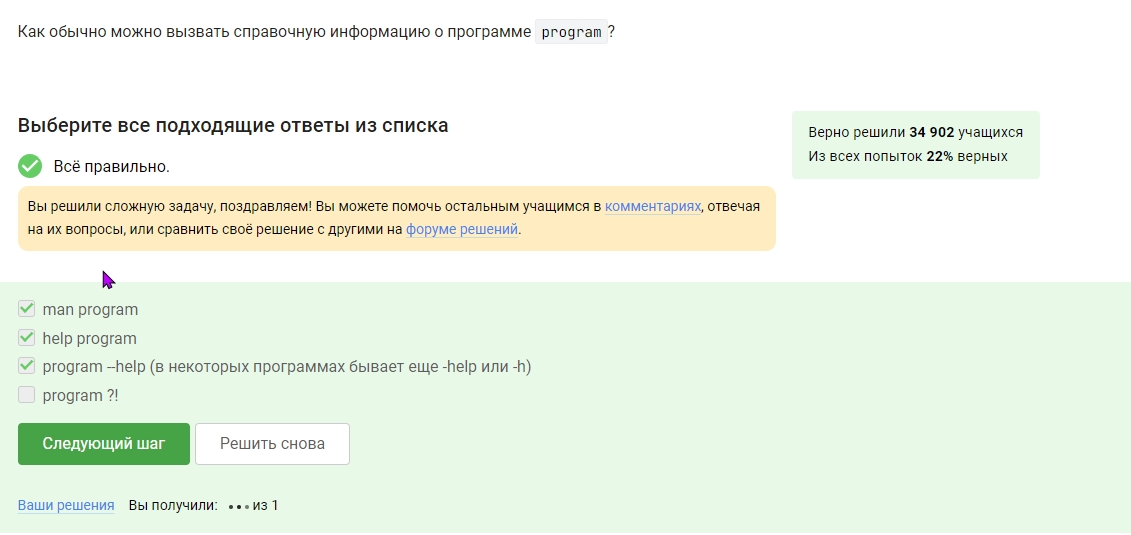 Как обычно можно вызвать справочную информацию о программе program?
Выберите все подходящие ответы из списка
Верно решили 34 902 учащихся
Из всех попыток 22% верных
Всё правильно.
Вы решили сложную задачу, поздравляем! Вы можете помочь остальным учащимся в комментариях, отвечая
на их вопросы, или сравнить своё решение с другими на форуме решений.
man program
help program
program --help (в некоторых программах бывает еще -help или -h)
program ?!
Следующий шаг
Решить снова
Ваши решения Вы получили: ••• из 1